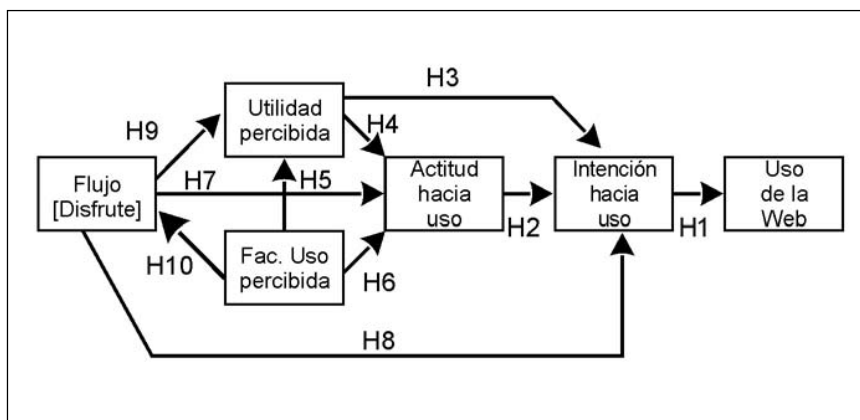 H3
Utilidad
percibida
H9
H4
Flujo
[Disfrute]
H7
H5
Actitud
hacia
uso
Intención
hacia
uso
Uso
de la
Web
H2
H1
H10
Fac. Uso
percibida
H6
H8